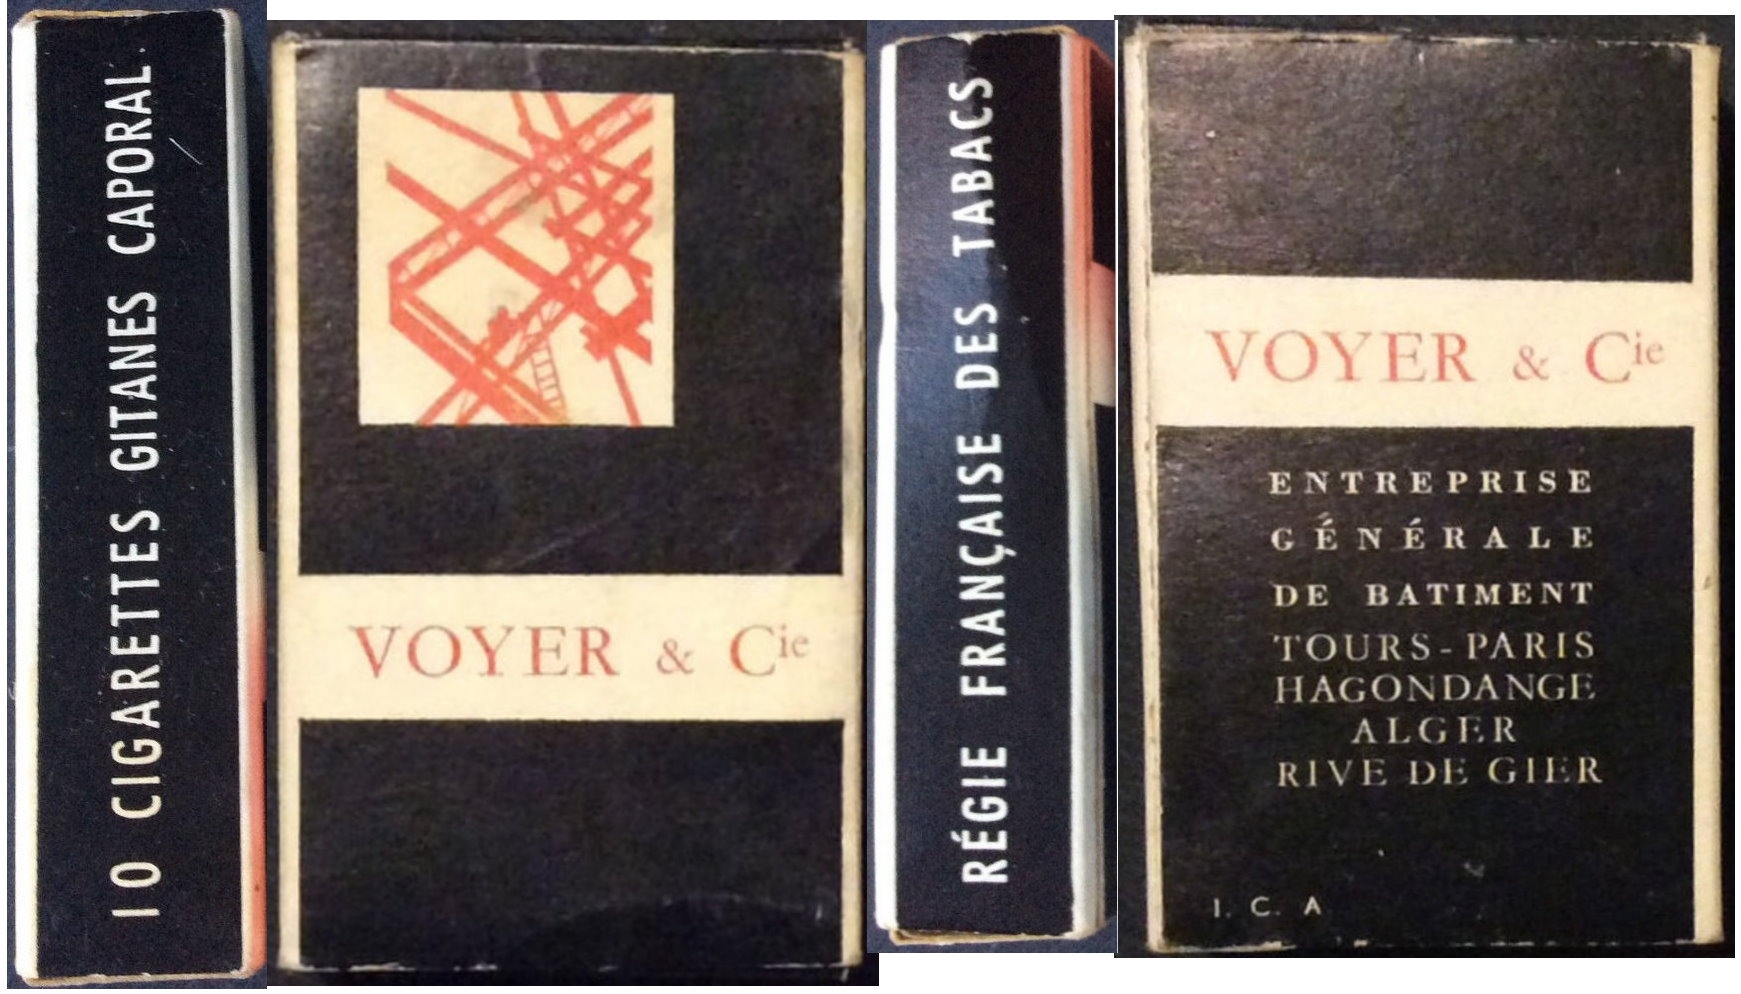 10 CIGARETTES GITANES CAPORAL.
VOYER & Cie
RÉGIE FRANÇAISE DES TABACS
VOYER & Cie
ENTREPRISE
GÉNÉRALE
DE BATIMENT
TOURS-PARIS
HAGONDANGE
ALGER
RIVE DE GIER
I. C. A